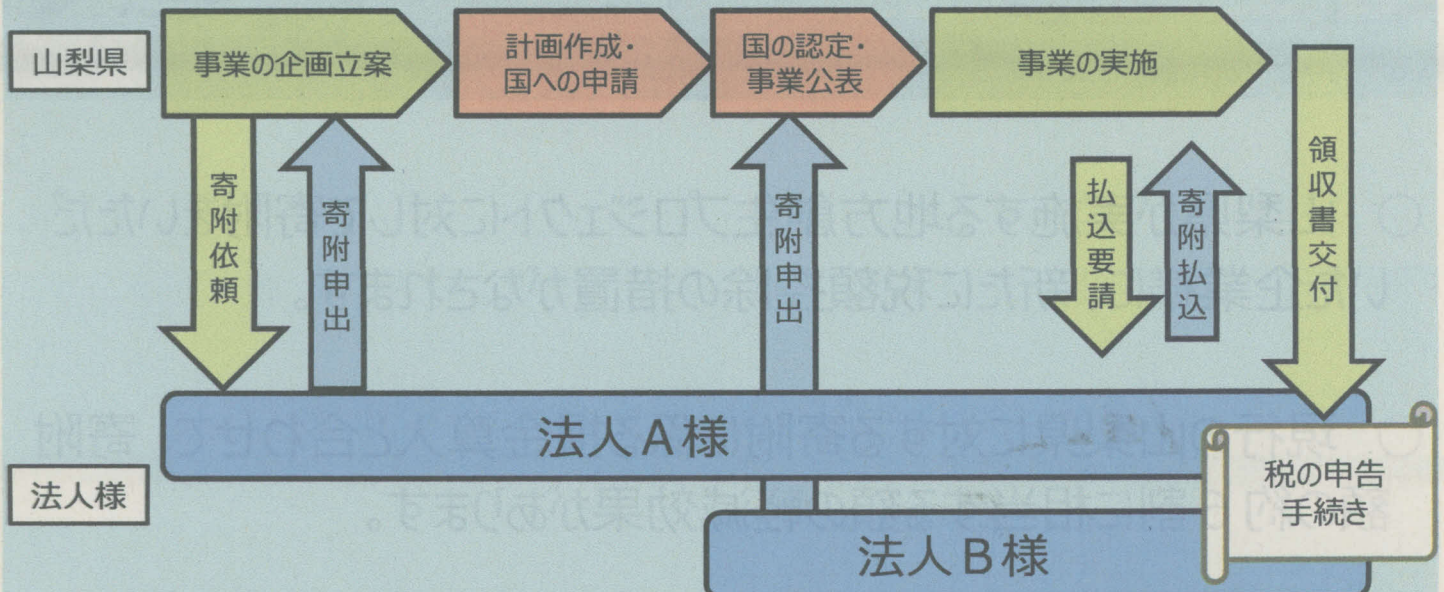 山梨県
事業の企画立案
計画作成・
国への申請
国の認定・
事業公表
事業の実施
寄附依頼
寄附申出
寄附申出
払込要請
寄附払込
領収書交付
法人様
法人A様
法人B様
税の申告
手続き